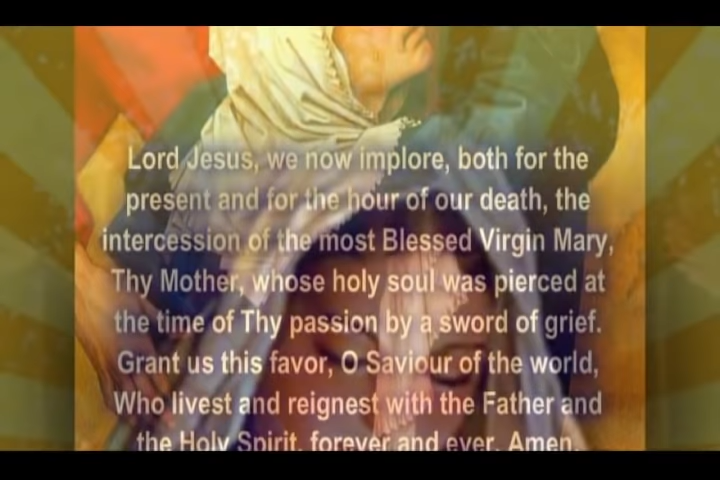 Lord Jesus, we now implore, both for the
present and for the hour of our death, the
intercession of the most Blessed Virgin Mary,
Thy Mother, whose holy soul was pierced at
the time of Thy passion by a sword of grief.
Grant us this favor, O Saviour of the world,
Who livest and reignest with the Father and
the Holy Spirit, forever and ever. Amen.